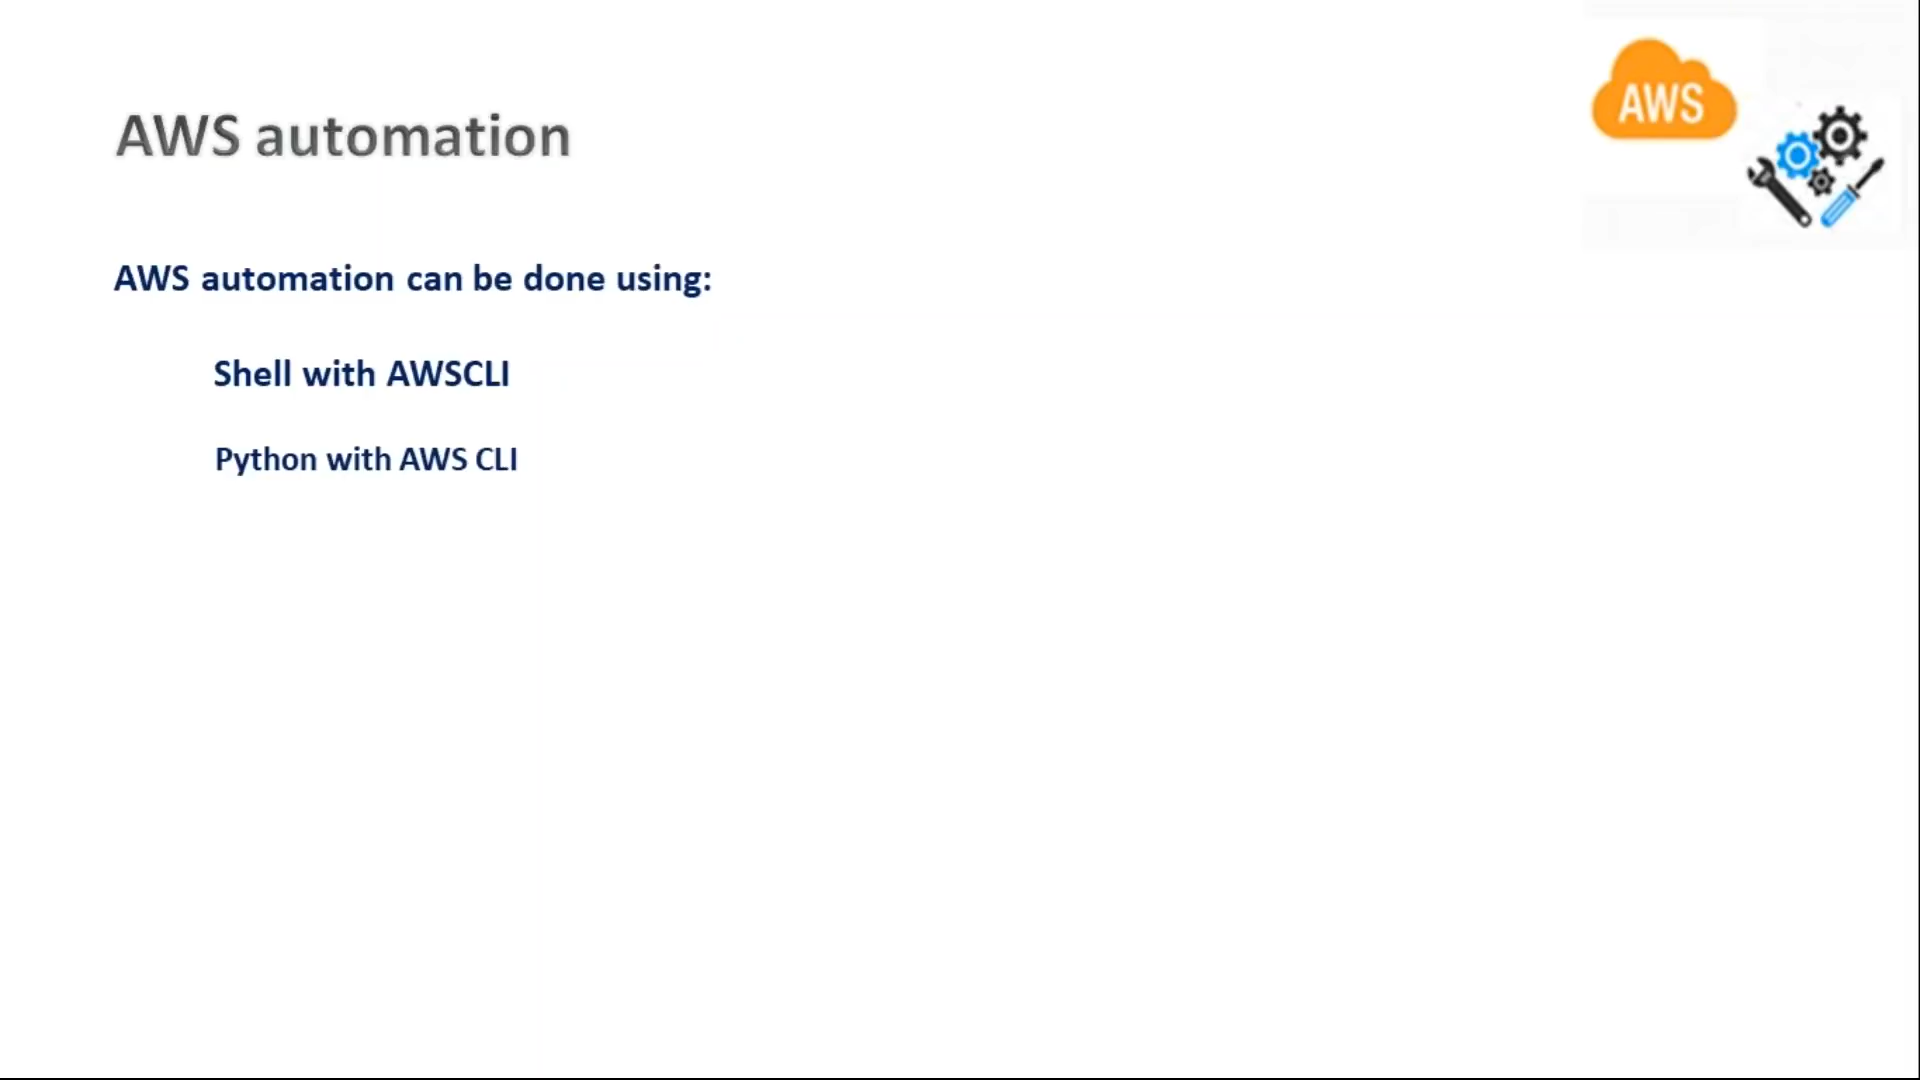 AWS
AWS automation
AWS automation can be done using:
Shell with AWSCLI
Python with AWS CLI